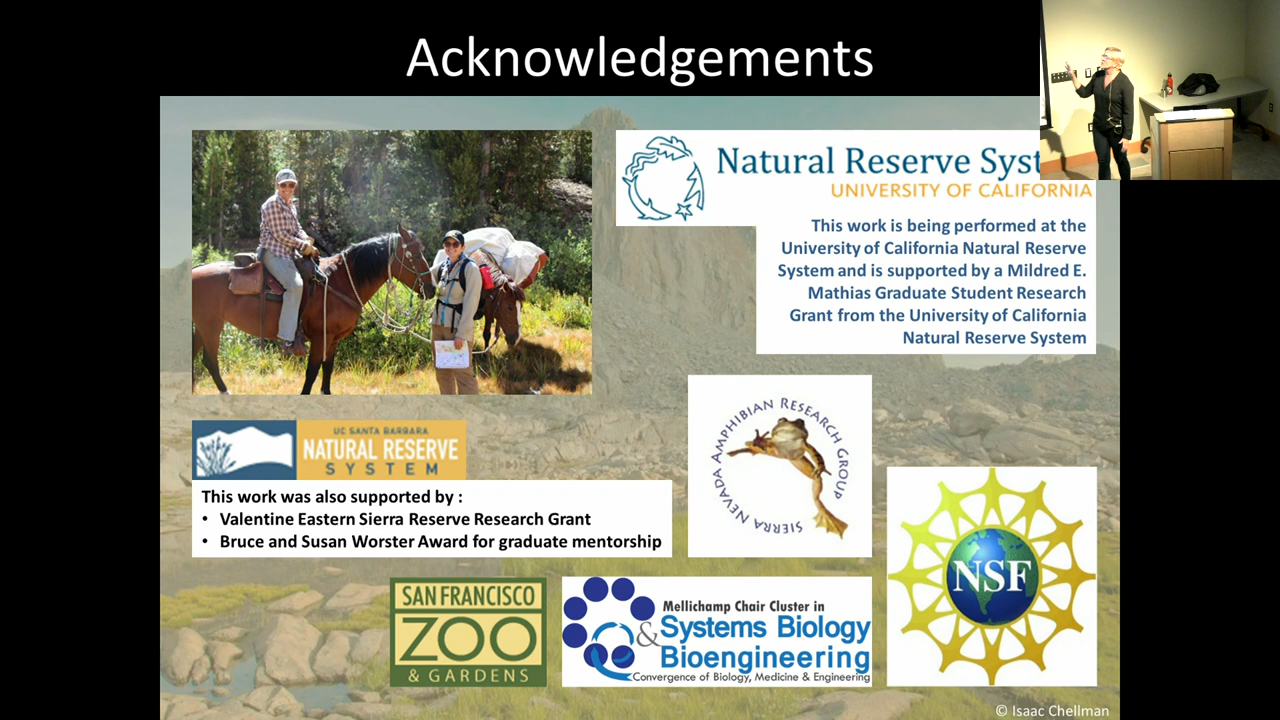 Acknowledgements
Natural Reserve Syst
UNIVERSITY OF CALIFORNIA
This work is being performed at the
University of California Natural Reserve
System and is supported by a Mildred E.
Mathias Graduate Student Research
Grant from the University of California
Natural Reserve System
UC SANTA BARBARA
NATURAL RESERVE
SYSTEM
This work was also supported by :
• Valentine Eastern Sierra Reserve Research Grant
• Bruce and Susan Worster Award for graduate mentorship
SIERRA NEVADA AMPHIBIAN RESEARCH GROUP
NSF
SAN FRANCISCO
ZOO
& GARDENS
Mellichamp Chair Cluster in
& Systems Biology
Bioengineering
Convergence of Biology, Medicine & Engineering
© Isaac Chellman